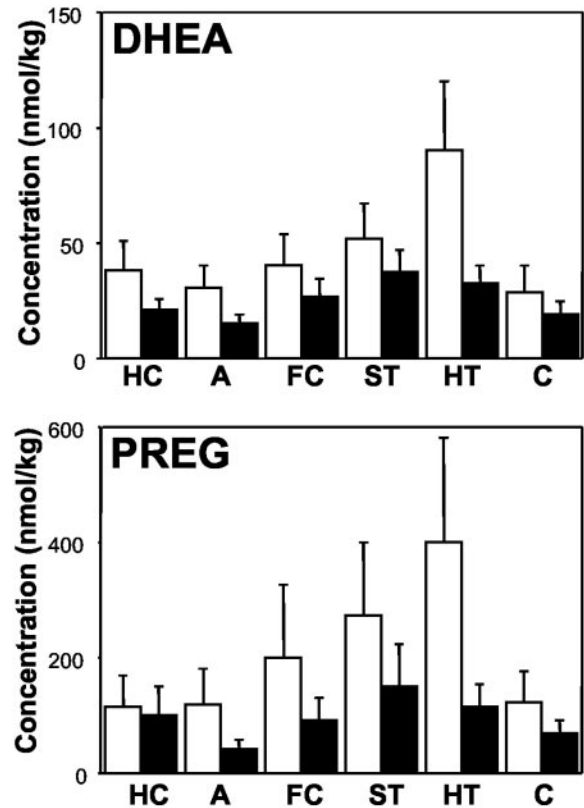 DHEA
Concentration (nmol/kg)
150
100
50
0
HC A FC ST HT C
PREG
Concentration (nmol/kg)
600
400
200
0
HC A FC ST HT C